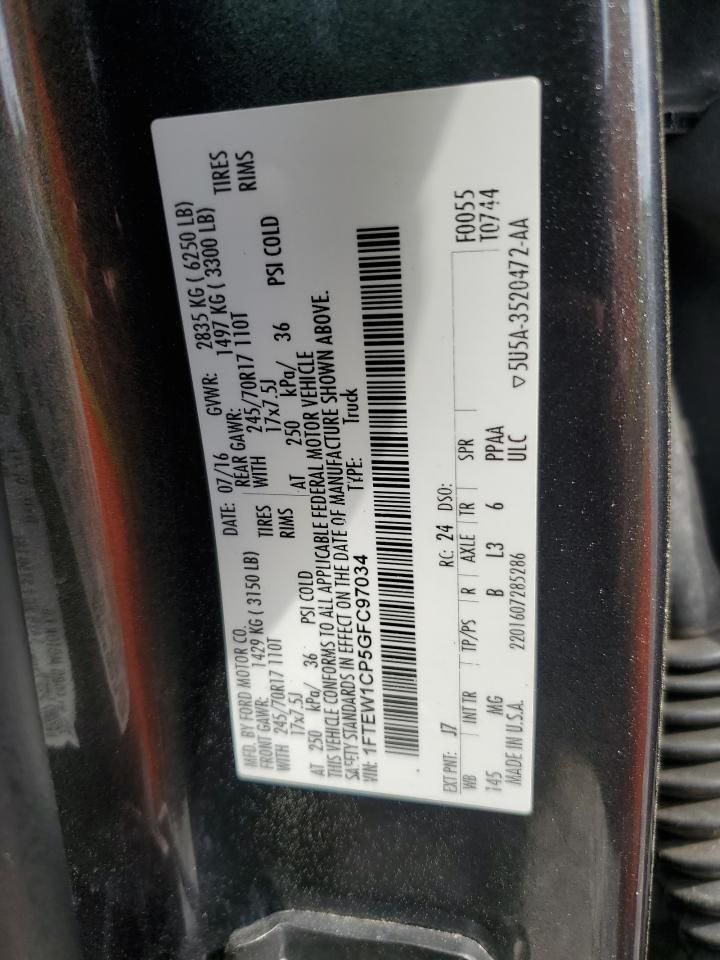 MFD. BY FORD MOTOR CO.
DATE: 07/16 GVWR: 2835 KG ( 6250 LB)
FRONT GAWR: 1429 KG ( 3150 LB) REAR GAWR: 1497 KG ( 3300 LB)
WITH 245/70R17 110T TIRES WITH 245/70R17 110T TIRES
17x7.5J RIMS 17x7.5J RIMS
AT 250 kPa/ 36 PSI COLD AT 250 kPa/ 36 PSI COLD
THIS VEHICLE CONFORMS TO ALL APPLICABLE FEDERAL MOTOR VEHICLE
SAFETY STANDARDS IN EFFECT ON THE DATE OF MANUFACTURE SHOWN ABOVE.
VIN: 1FTEW1CP5GFC97034 TYPE: Truck
EXT PNT: J7 RC: 24 DSO: F0055
WB INT TR TP/PS R AXLE TR SPR T0744
145 MG B L3 6 PPAA
MADE IN U.S.A. 2201607285286 ULC ▽5U5A-3520472-AA